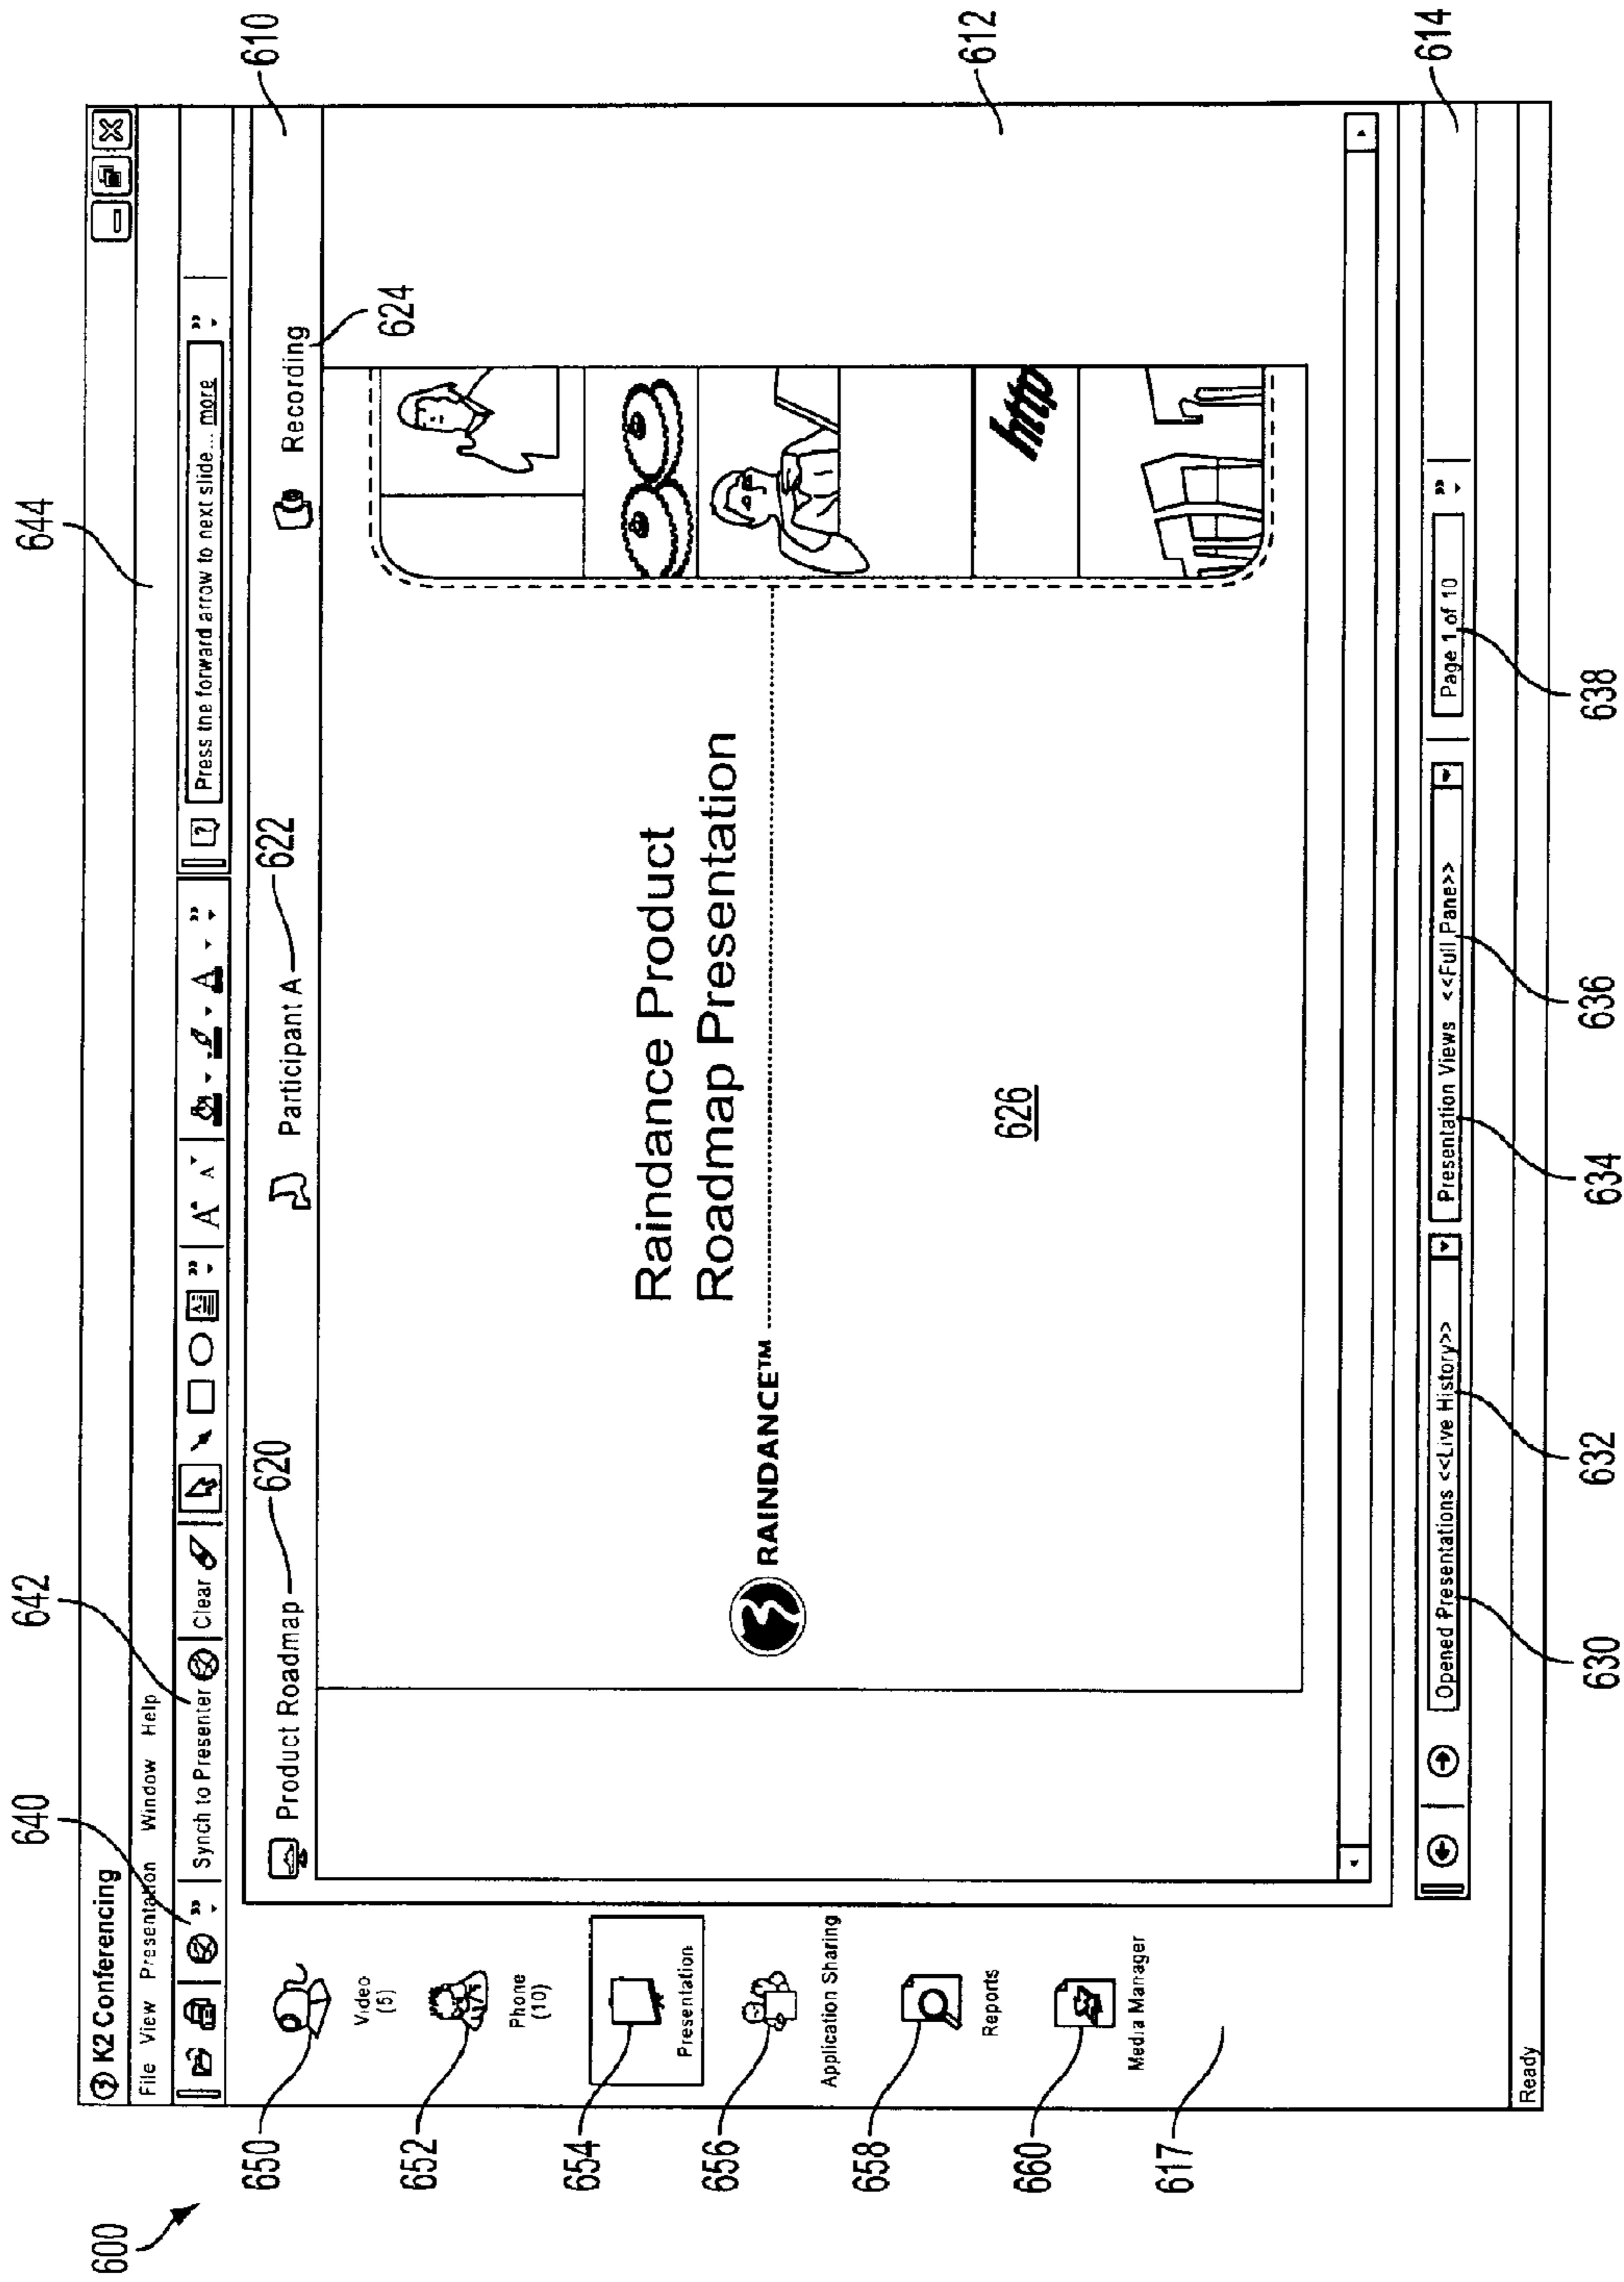 600
640
642
644
K2 Conferencing
File View Presentation Window Help
Synch to Presenter
Clear
A A
A
Press the forward arrow to next slide... more
610
Product Roadmap 620
Participant A 622
Recording
624
650
Video
(5)
652
Phone
(10)
654
Presentation
656
Application Sharing
658
Reports
660
Media Manager
617
Raindance Product
Roadmap Presentation
RAINDANCE™
http
626
612
Opened Presentations <<Live History>>
Presentation Views <<Full Pane>>
Page 1 of 10
614
Ready
630
632
634
636
638